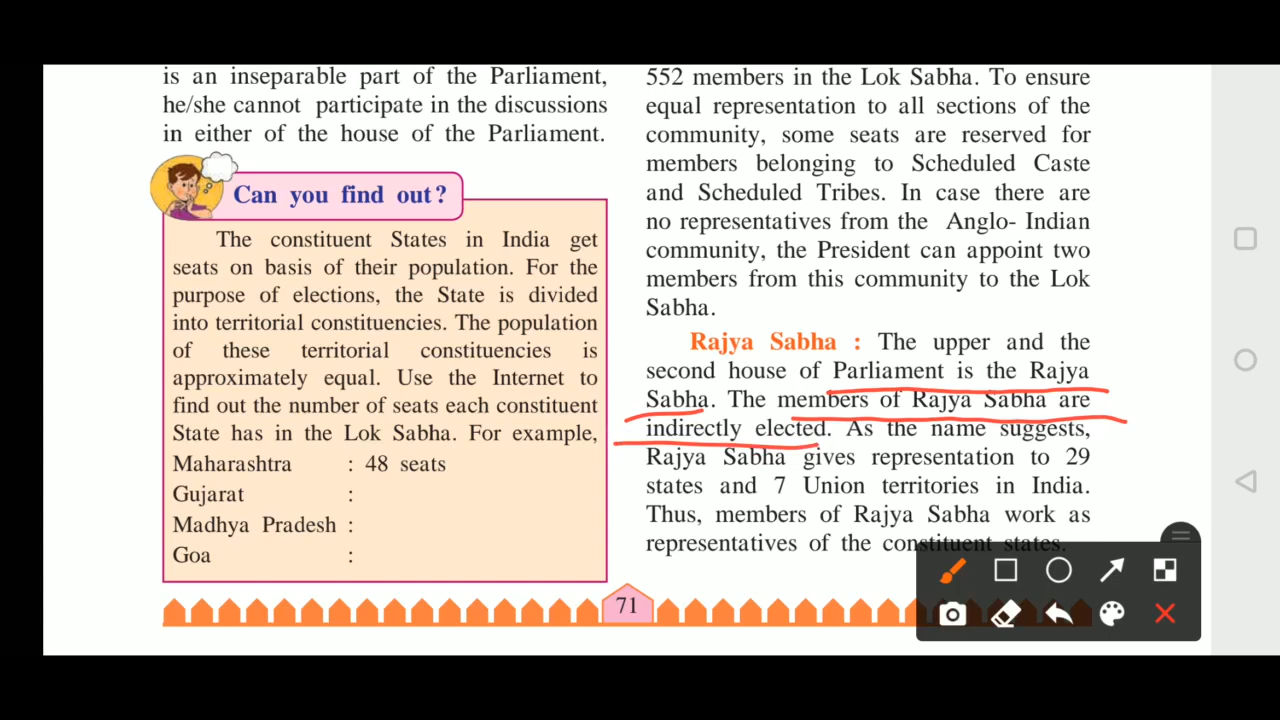 is an inseparable part of the Parliament,
he/she cannot participate in the discussions
in either of the house of the Parliament.
Can you find out?
The constituent States in India get
seats on basis of their population. For the
purpose of elections, the State is divided
into territorial constituencies. The population
of these territorial constituencies is
approximately equal. Use the Internet to
find out the number of seats each constituent
State has in the Lok Sabha. For example,
Maharashtra : 48 seats
Gujarat :
Madhya Pradesh :
Goa :
552 members in the Lok Sabha. To ensure
equal representation to all sections of the
community, some seats are reserved for
members belonging to Scheduled Caste
and Scheduled Tribes. In case there are
no representatives from the Anglo- Indian
community, the President can appoint two
members from this community to the Lok
Sabha.
Rajya Sabha : The upper and the
second house of Parliament is the Rajya
Sabha. The members of Rajya Sabha are
indirectly elected. As the name suggests,
Rajya Sabha gives representation to 29
states and 7 Union territories in India.
Thus, members of Rajya Sabha work as
representatives of the constituent states.
71